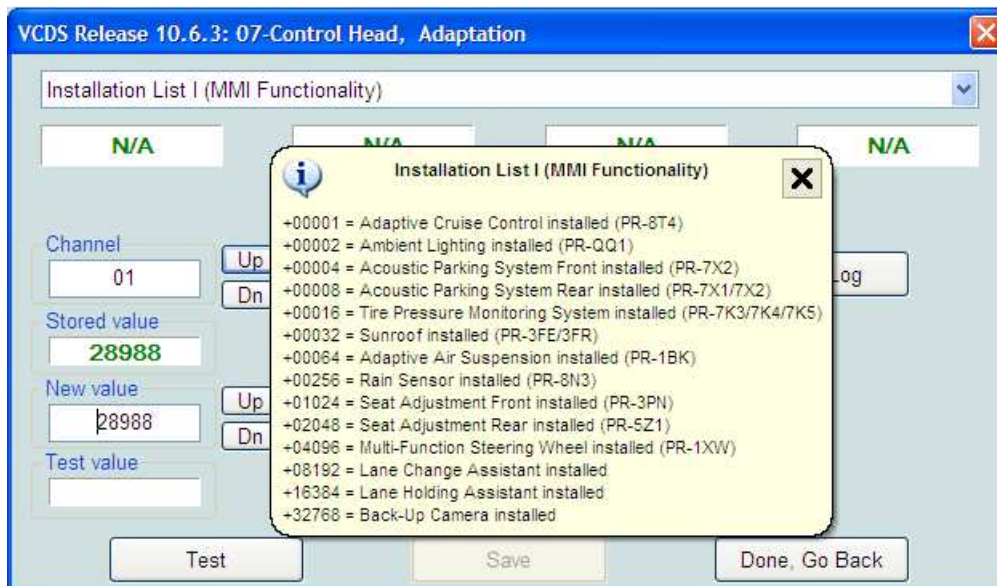 VCDS Release 10.6.3: 07-Control Head, Adaptation
Installation List I (MMI Functionality)
N/A N/A N/A N/A
Installation List I (MMI Functionality)
+00001 = Adaptive Cruise Control installed (PR-8T4)
+00002 = Ambient Lighting installed (PR-QQ1)
+00004 = Acoustic Parking System Front installed (PR-7X2)
+00008 = Acoustic Parking System Rear installed (PR-7X1/7X2)
+00016 = Tire Pressure Monitoring System installed (PR-7K3/7K4/7K5)
+00032 = Sunroof installed (PR-3FE/3FR)
+00064 = Adaptive Air Suspension installed (PR-1BK)
+00256 = Rain Sensor installed (PR-8N3)
+01024 = Seat Adjustment Front installed (PR-3PN)
+02048 = Seat Adjustment Rear installed (PR-5Z1)
+04096 = Multi-Function Steering Wheel installed (PR-1XW)
+08192 = Lane Change Assistant installed
+16384 = Lane Holding Assistant installed
+32768 = Back-Up Camera installed
Channel
01
Up
Dn
Stored value
28988
New value
28988
Up
Dn
Test value
Test
Save
Done, Go Back